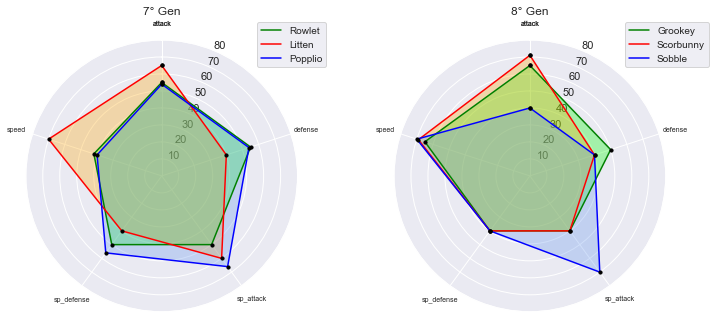 7° Gen
attack
Rowlet
Litten
Popplio
80
70
60
50
40
30
20
10
speed
defense
sp_defense
sp_attack
8° Gen
attack
Grookey
Scorbunny
Sobble
80
70
60
50
40
30
20
10
speed
defense
sp_defense
sp_attack